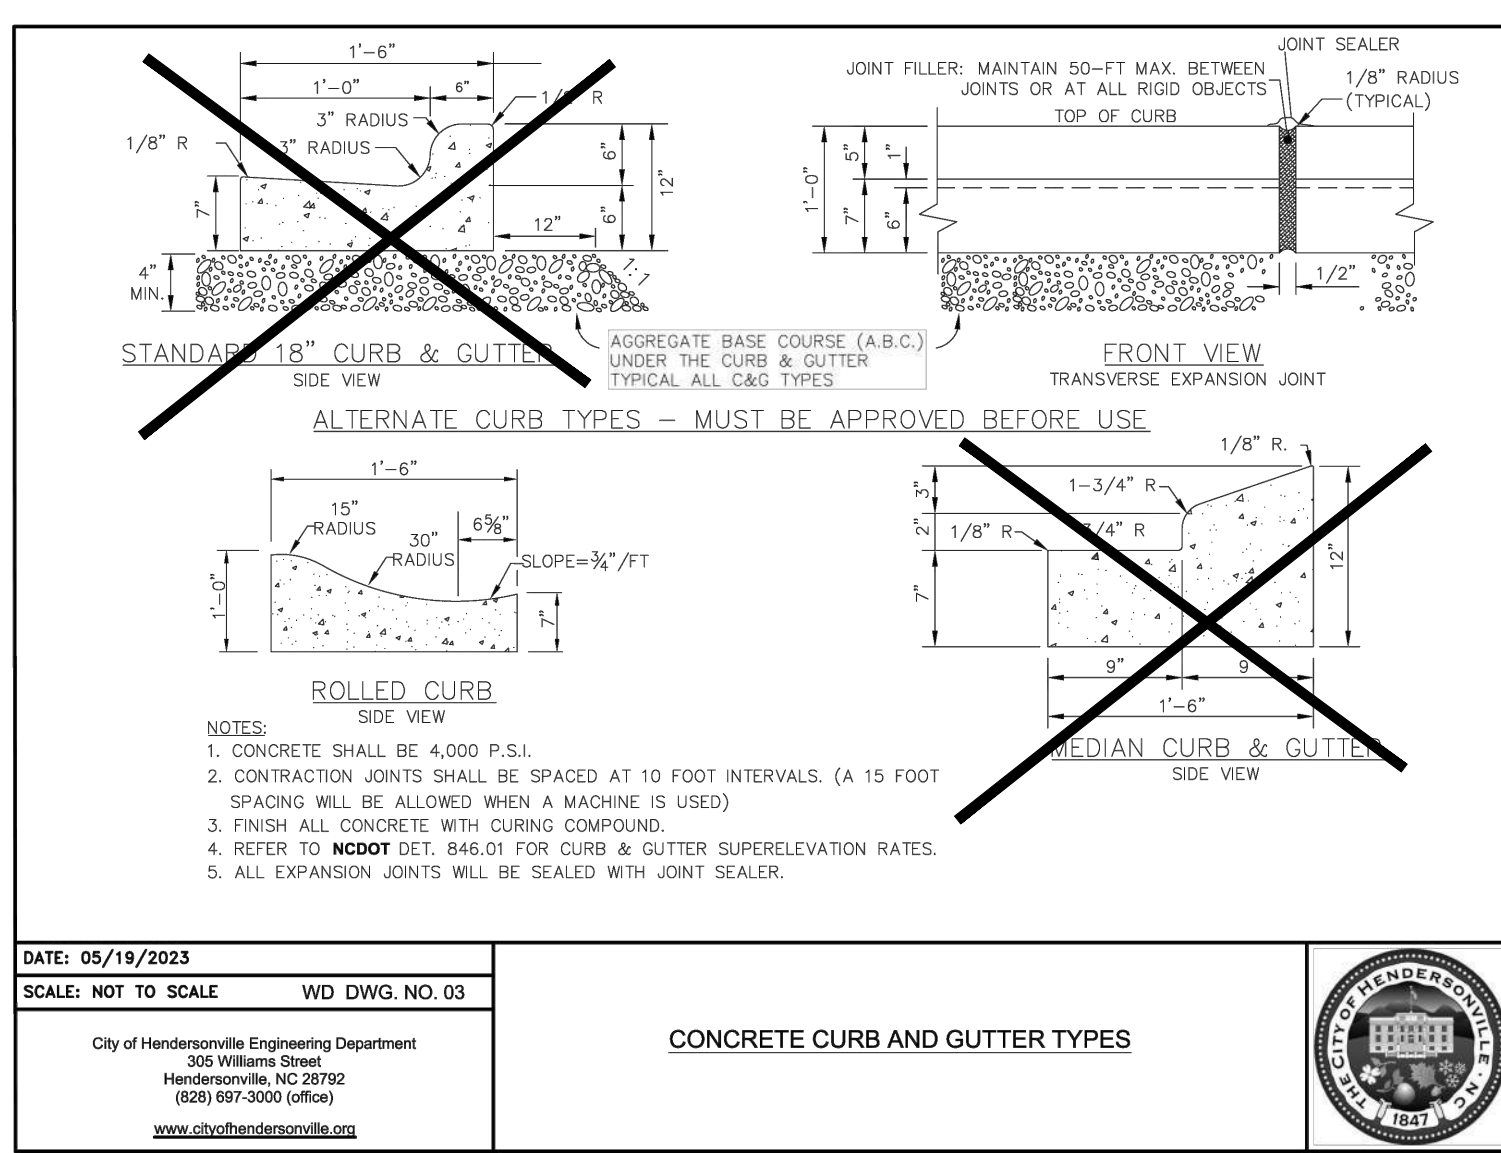 1'-6"
1'-0"
6"
1/8" R
3" RADIUS
3" RADIUS
1/8" R
6"
12"
7"
6"
12"
4"
MIN.
1:1
STANDARD 18" CURB & GUTTER
SIDE VIEW
JOINT SEALER
JOINT FILLER: MAINTAIN 50-FT MAX. BETWEEN
JOINTS OR AT ALL RIGID OBJECTS
1/8" RADIUS
(TYPICAL)
TOP OF CURB
1'-0"
5"
1"
7"
6"
1/2"
AGGREGATE BASE COURSE (A.B.C.)
UNDER THE CURB & GUTTER
TYPICAL ALL C&G TYPES
FRONT VIEW
TRANSVERSE EXPANSION JOINT
ALTERNATE CURB TYPES – MUST BE APPROVED BEFORE USE
1'-6"
15"
RADIUS
6⅝"
30"
RADIUS
SLOPE=¾"/FT
1'-0"
7"
ROLLED CURB
SIDE VIEW
1/8" R.
3"
1-3/4" R
2"
1/8" R
/4" R
7"
12"
9"
9
1'-6"
MEDIAN CURB & GUTTER
SIDE VIEW
NOTES:
1. CONCRETE SHALL BE 4,000 P.S.I.
2. CONTRACTION JOINTS SHALL BE SPACED AT 10 FOOT INTERVALS. (A 15 FOOT
SPACING WILL BE ALLOWED WHEN A MACHINE IS USED)
3. FINISH ALL CONCRETE WITH CURING COMPOUND.
4. REFER TO NCDOT DET. 846.01 FOR CURB & GUTTER SUPERELEVATION RATES.
5. ALL EXPANSION JOINTS WILL BE SEALED WITH JOINT SEALER.
DATE: 05/19/2023
SCALE: NOT TO SCALE WD DWG. NO. 03
City of Hendersonville Engineering Department
305 Williams Street
Hendersonville, NC 28792
(828) 697-3000 (office)
www.cityofhendersonville.org
CONCRETE CURB AND GUTTER TYPES
THE CITY OF HENDERSONVILLE · NC
1847